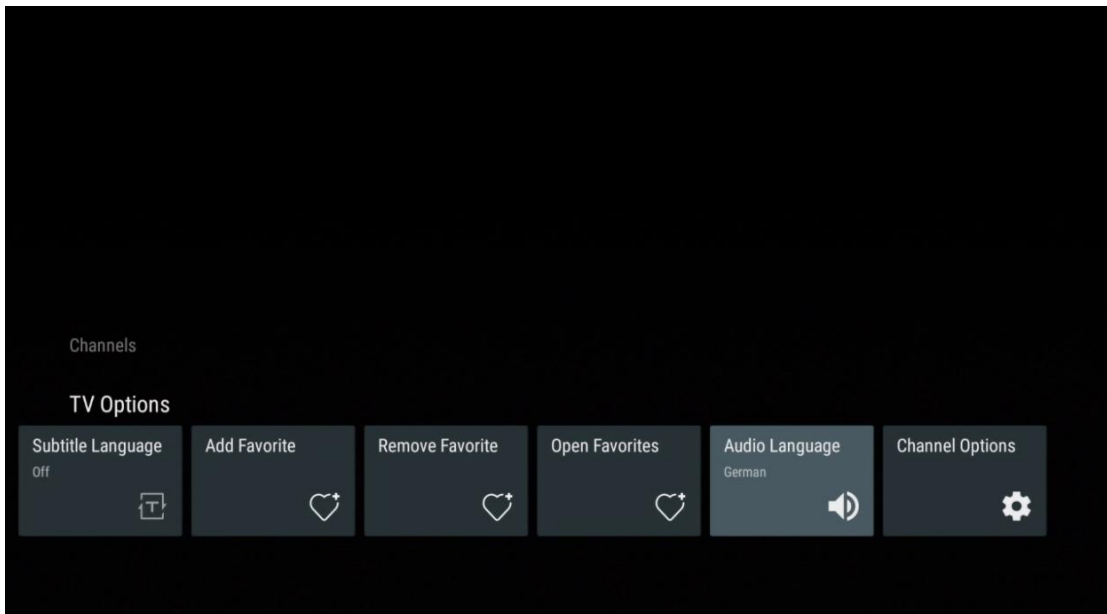 Channels
TV Options
Subtitle Language
Off
Add Favorite
Remove Favorite
Open Favorites
Audio Language
German
Channel Options